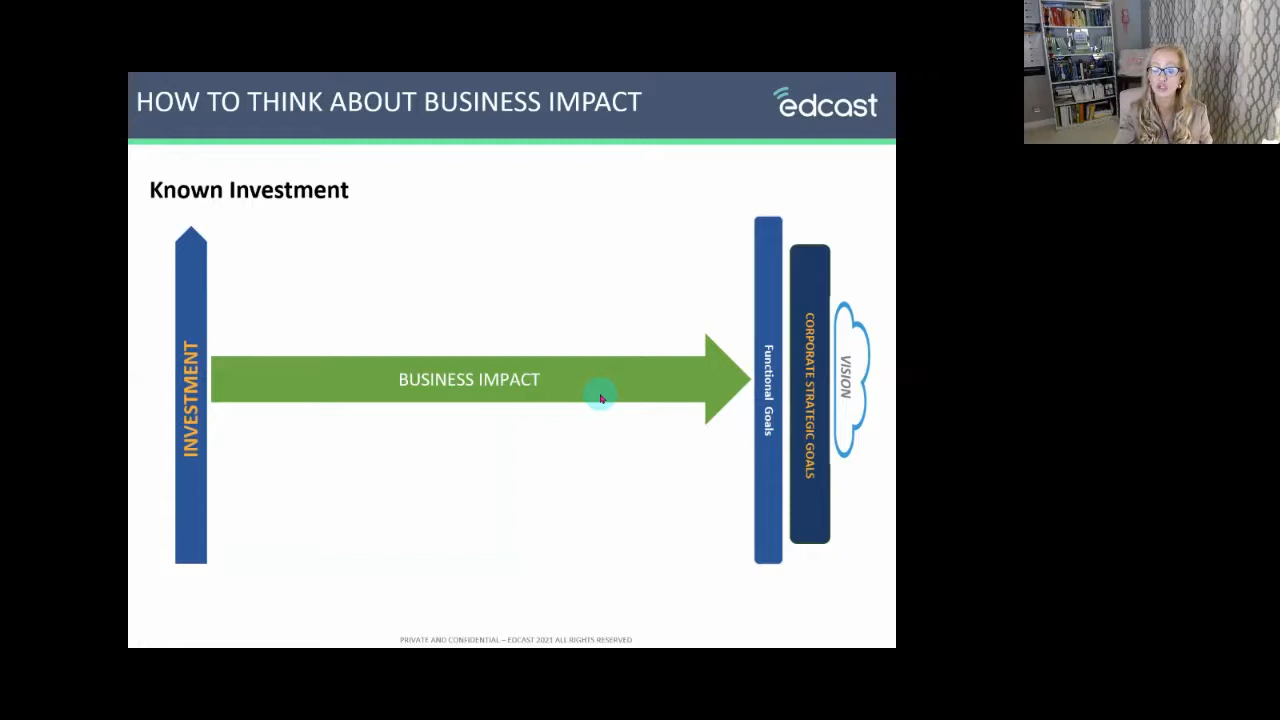 HOW TO THINK ABOUT BUSINESS IMPACT
edcast
Known Investment
INVESTMENT
BUSINESS IMPACT
Functional Goals
CORPORATE STRATEGIC GOALS
VISION
PRIVATE AND CONFIDENTIAL – EDCAST 2021 ALL RIGHTS RESERVED